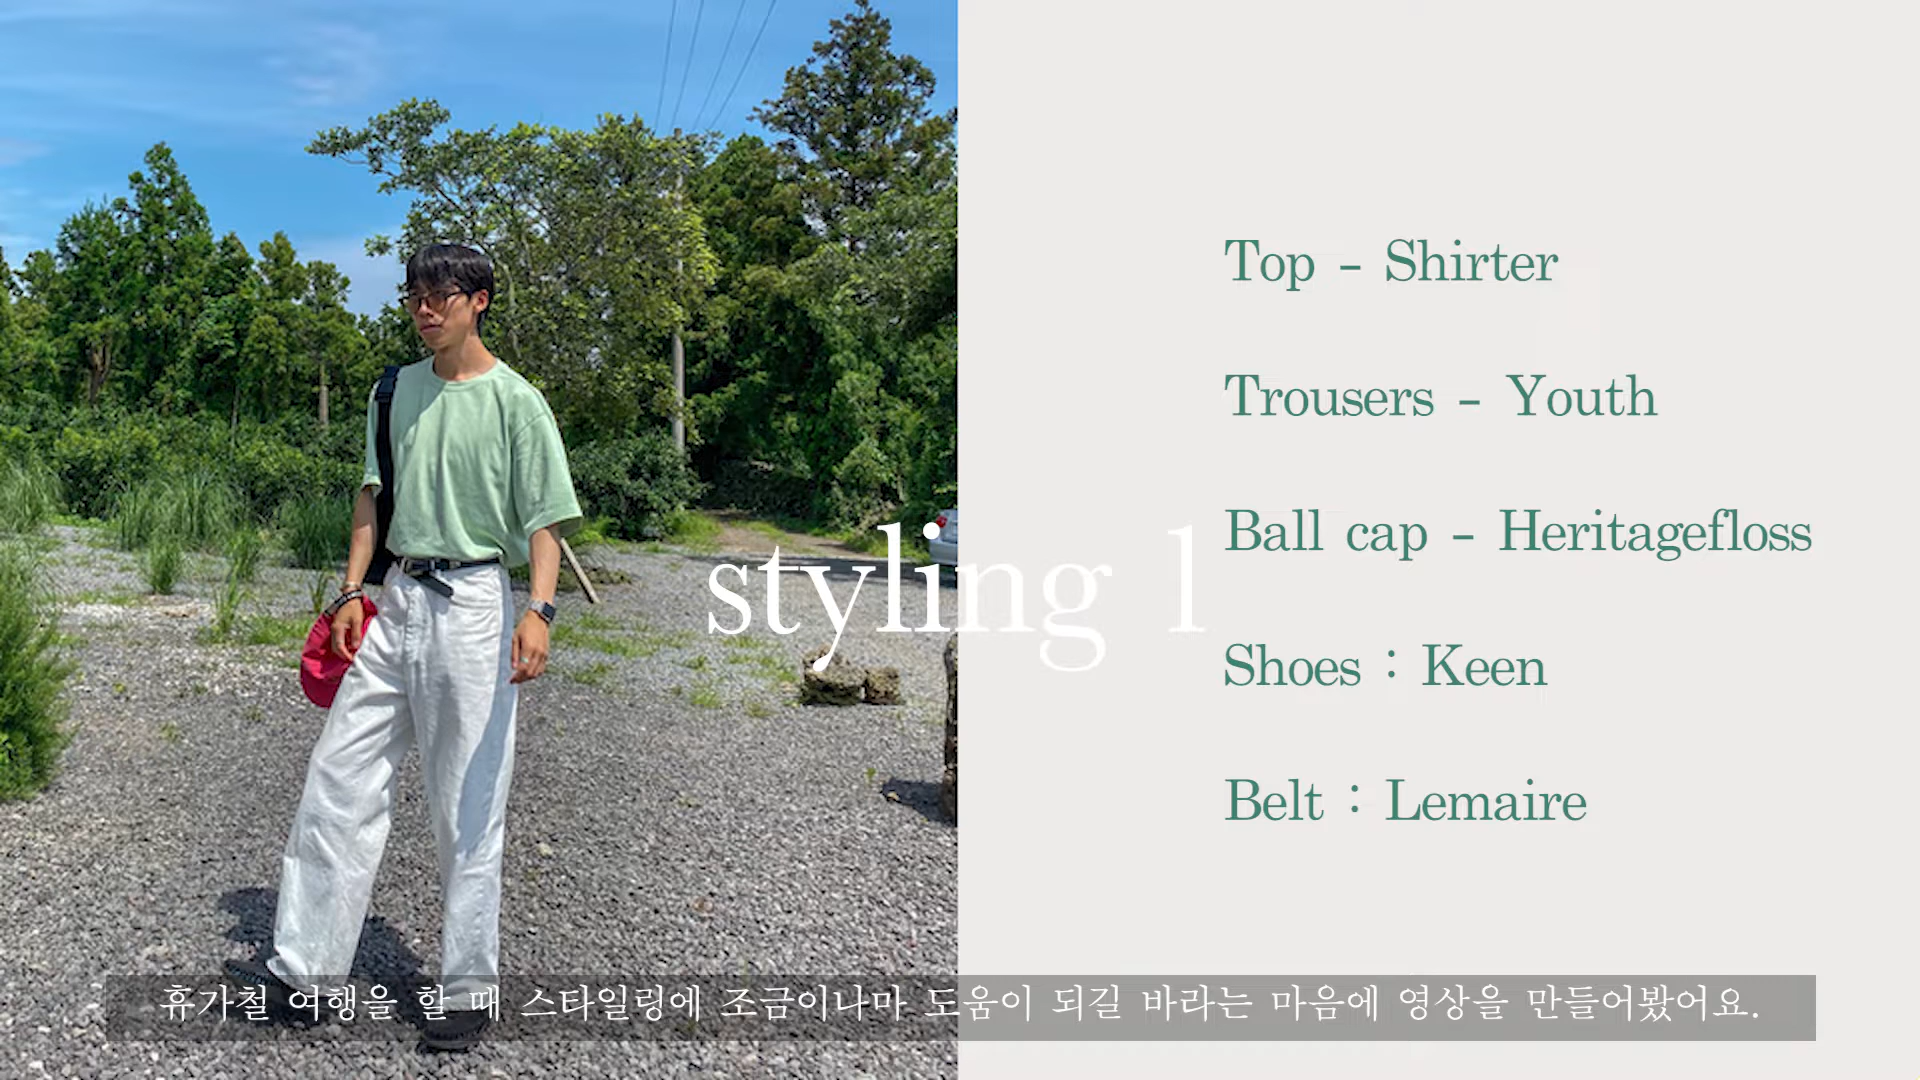 Top - Shirter
Trousers - Youth
Ball cap - Heritagefloss
styling 1
Shoes : Keen
Belt : Lemaire
휴가철 여행을 할 때 스타일링에 조금이나마 도움이 되길 바라는 마음에 영상을 만들어봤어요.